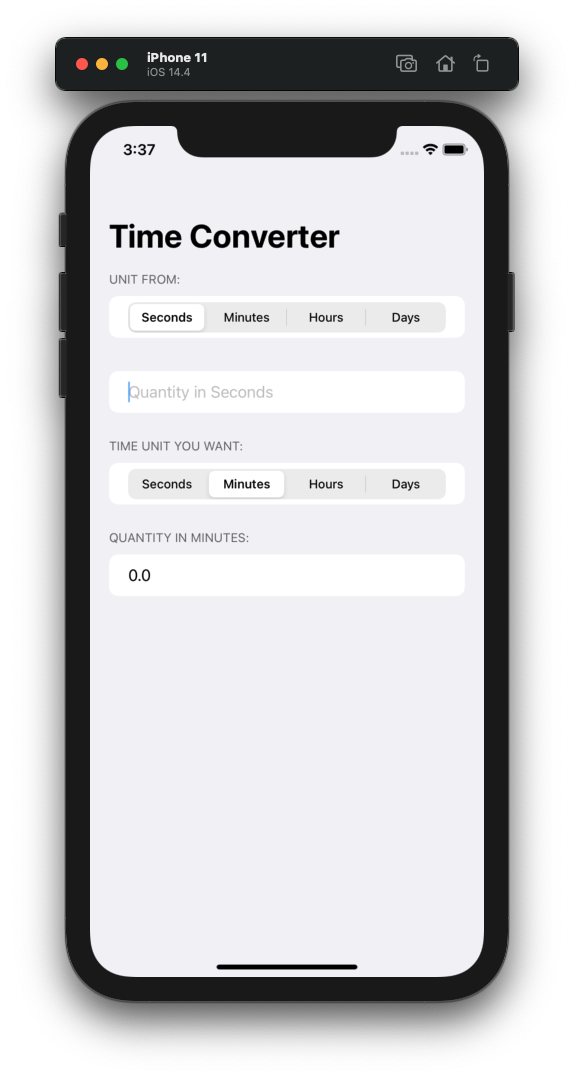 iPhone 11
iOS 14.4
3:37
Time Converter
UNIT FROM:
Seconds Minutes Hours Days
Quantity in Seconds
TIME UNIT YOU WANT:
Seconds Minutes Hours Days
QUANTITY IN MINUTES:
0.0